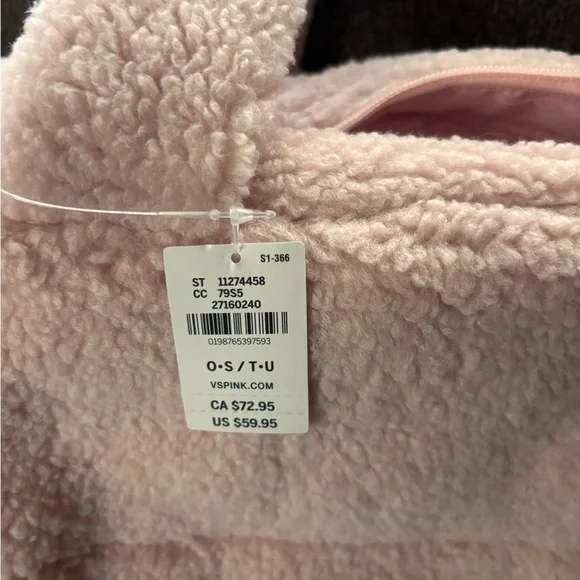 S1-366
ST 11274458
CC 79S5
27160240
0198765397593
O•S / T•U
VSPINK.COM
CA $72.95
US $59.95